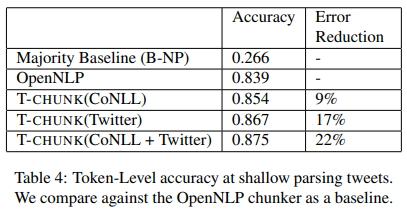 Accuracy Error
Reduction
Majority Baseline (B-NP) 0.266 -
OpenNLP 0.839 -
T-CHUNK(CoNLL) 0.854 9%
T-CHUNK(Twitter) 0.867 17%
T-CHUNK(CoNLL + Twitter) 0.875 22%
Table 4: Token-Level accuracy at shallow parsing tweets.
We compare against the OpenNLP chunker as a baseline.